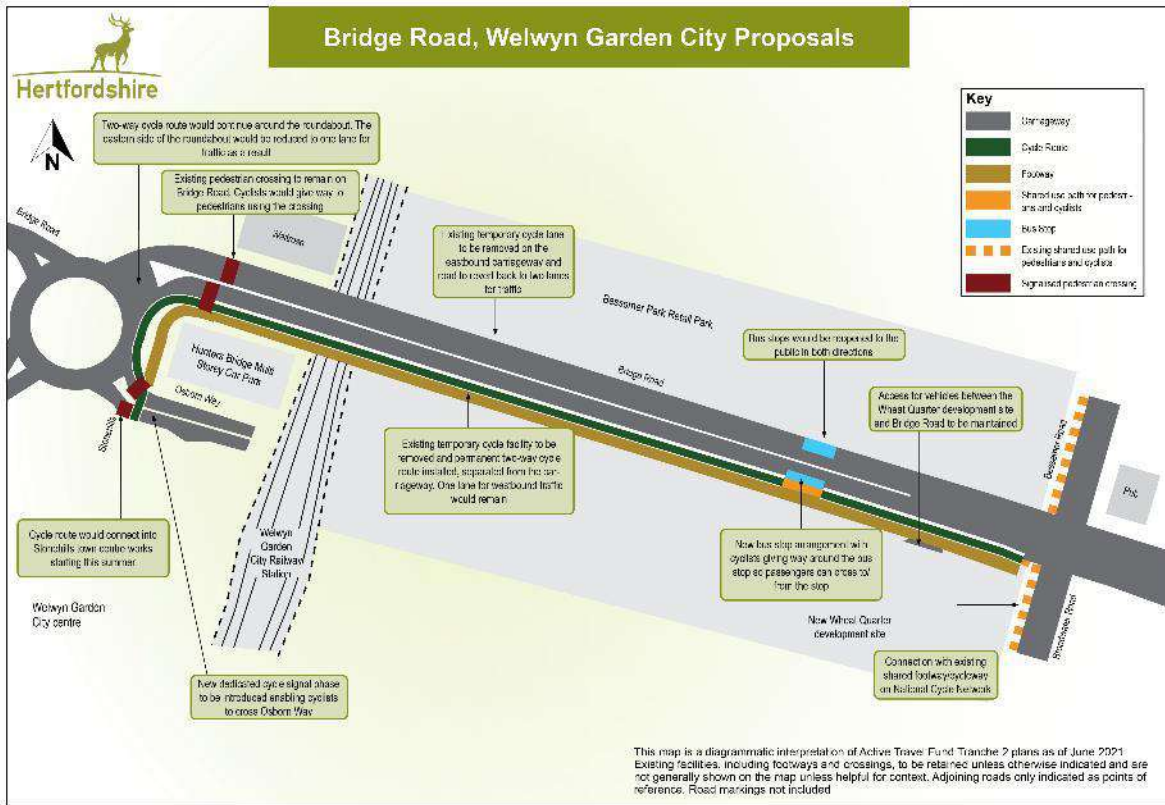 Bridge Road, Welwyn Garden City Proposals
Hertfordshire
N
Key
Carriageway
Cycle Route
Footway
Shared use path for pedestri-
ans and cyclists
Bus Stop
Existing shared use path for
pedestrians and cyclists
Signalised pedestrian crossing
Two-way cycle route would continue around the roundabout. The
eastern side of the roundabout would be reduced to one lane for
traffic as a result
Existing pedestrian crossing to remain on
Bridge Road, Cyclists would give way to
pedestrians using the crossing
Bridge Road
Waitrose
Existing temporary cycle lane
to be removed on the
eastbound carriageway and
road to revert back to two lanes
for traffic
Bessemer Park Retail Park
Bus stops would be reopened to the
public in both directions
Bridge Road
Access for vehicles between the
Wheat Quarter development site
and Bridge Road to be maintained
Hunters Bridge Multi
Storey Car Park
Osborn Way
Stonehills
Bessemer Road
Pub
Existing temporary cycle facility to be
removed and permanent two-way cycle
route installed, separated from the car-
riageway. One lane for westbound traffic
would remain
Cycle route would connect into
Stonehills town centre works
starting this summer
Welwyn
Garden
City Railway
Station
New bus stop arrangement with
cyclists giving way around the bus
stop so passengers can cross to/
from the stop
Welwyn Garden
City centre
New Wheat Quarter
development site
Broadwater Road
New dedicated cycle signal phase
to be introduced enabling cyclists
to cross Osborn Way
Connection with existing
shared footway/cycleway
on National Cycle Network
This map is a diagrammatic interpretation of Active Travel Fund Tranche 2 plans as of June 2021
Existing facilities, including footways and crossings, to be retained unless otherwise indicated and are
not generally shown on the map unless helpful for context. Adjoining roads only indicated as points of
reference. Road markings not included